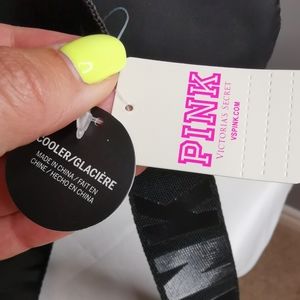 COOLER/GLACIÈRE
MADE IN CHINA / FAIT EN
CHINE / HECHO EN CHINA
PINK
VICTORIA'S SECRET
VSPINK.COM